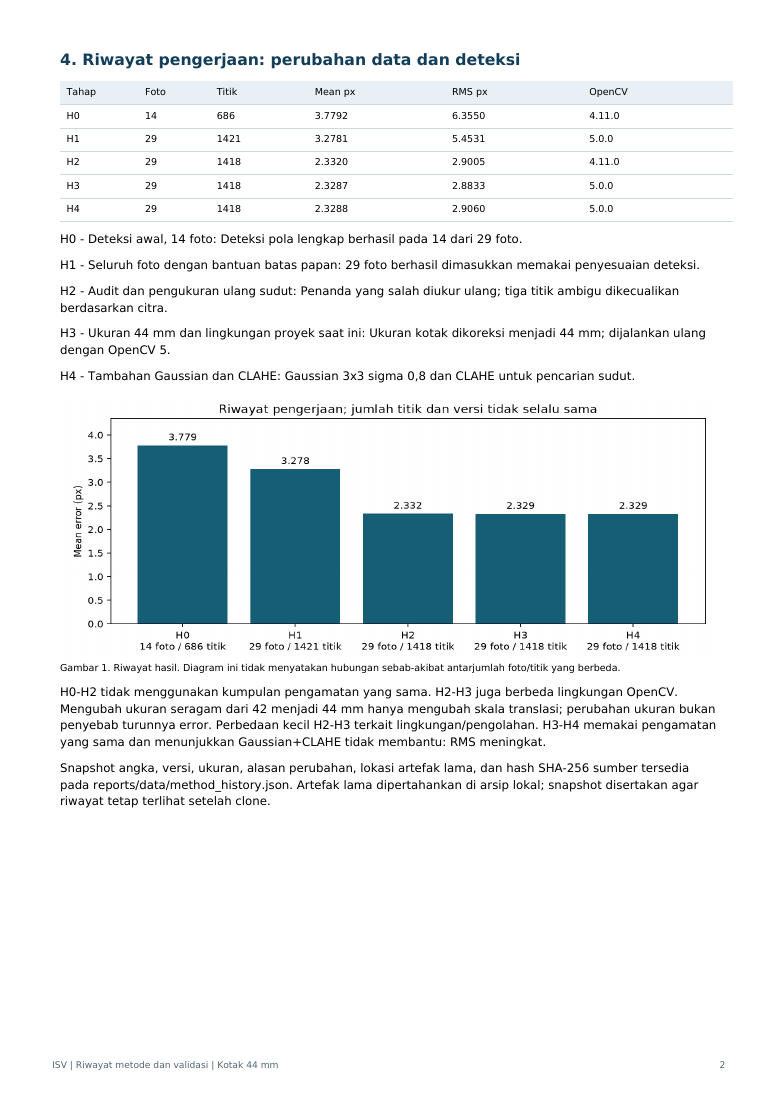 4. Riwayat pengerjaan: perubahan data dan deteksi
Tahap Foto Titik Mean px RMS px OpenCV
H0 14 686 3.7792 6.3550 4.11.0
H1 29 1421 3.2781 5.4531 5.0.0
H2 29 1418 2.3320 2.9005 4.11.0
H3 29 1418 2.3287 2.8833 5.0.0
H4 29 1418 2.3288 2.9060 5.0.0
H0 - Deteksi awal, 14 foto: Deteksi pola lengkap berhasil pada 14 dari 29 foto.
H1 - Seluruh foto dengan bantuan batas papan: 29 foto berhasil dimasukkan memakai penyesuaian deteksi.
H2 - Audit dan pengukuran ulang sudut: Penanda yang salah diukur ulang; tiga titik ambigu dikecualikan
berdasarkan citra.
H3 - Ukuran 44 mm dan lingkungan proyek saat ini: Ukuran kotak dikoreksi menjadi 44 mm; dijalankan ulang
dengan OpenCV 5.
H4 - Tambahan Gaussian dan CLAHE: Gaussian 3x3 sigma 0,8 dan CLAHE untuk pencarian sudut.
Riwayat pengerjaan; jumlah titik dan versi tidak selalu sama
Mean error (px)
4.0
3.5
3.0
2.5
2.0
1.5
1.0
0.5
0.0
3.779
3.278
2.332
2.329
2.329
H0 H1 H2 H3 H4
14 foto / 686 titik 29 foto / 1421 titik 29 foto / 1418 titik 29 foto / 1418 titik 29 foto / 1418 titik
Gambar 1. Riwayat hasil. Diagram ini tidak menyatakan hubungan sebab-akibat antarjumlah foto/titik yang berbeda.
H0-H2 tidak menggunakan kumpulan pengamatan yang sama. H2-H3 juga berbeda lingkungan OpenCV.
Mengubah ukuran seragam dari 42 menjadi 44 mm hanya mengubah skala translasi; perubahan ukuran bukan
penyebab turunnya error. Perbedaan kecil H2-H3 terkait lingkungan/pengolahan. H3-H4 memakai pengamatan
yang sama dan menunjukkan Gaussian+CLAHE tidak membantu: RMS meningkat.
Snapshot angka, versi, ukuran, alasan perubahan, lokasi artefak lama, dan hash SHA-256 sumber tersedia
pada reports/data/method_history.json. Artefak lama dipertahankan di arsip lokal; snapshot disertakan agar
riwayat tetap terlihat setelah clone.
ISV | Riwayat metode dan validasi | Kotak 44 mm 2